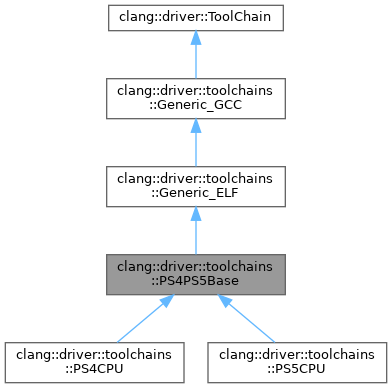 clang::driver::ToolChain
clang::driver::toolchains
::Generic_GCC
clang::driver::toolchains
::Generic_ELF
clang::driver::toolchains
::PS4PS5Base
clang::driver::toolchains
::PS4CPU
clang::driver::toolchains
::PS5CPU